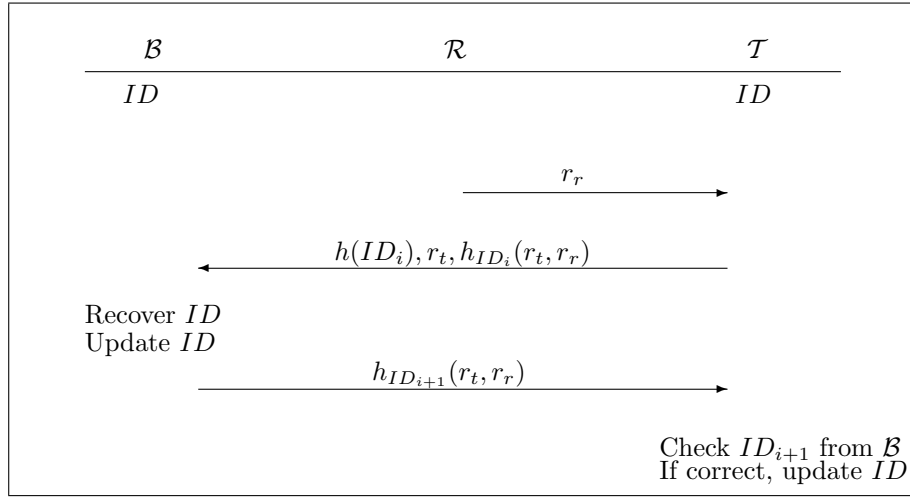 ℬ ℛ 𝒯
ID ID
r_r
h(ID_i), r_t, h_{ID_i}(r_t, r_r)
Recover ID
Update ID
h_{ID_{i+1}}(r_t, r_r)
Check ID_{i+1} from ℬ
If correct, update ID